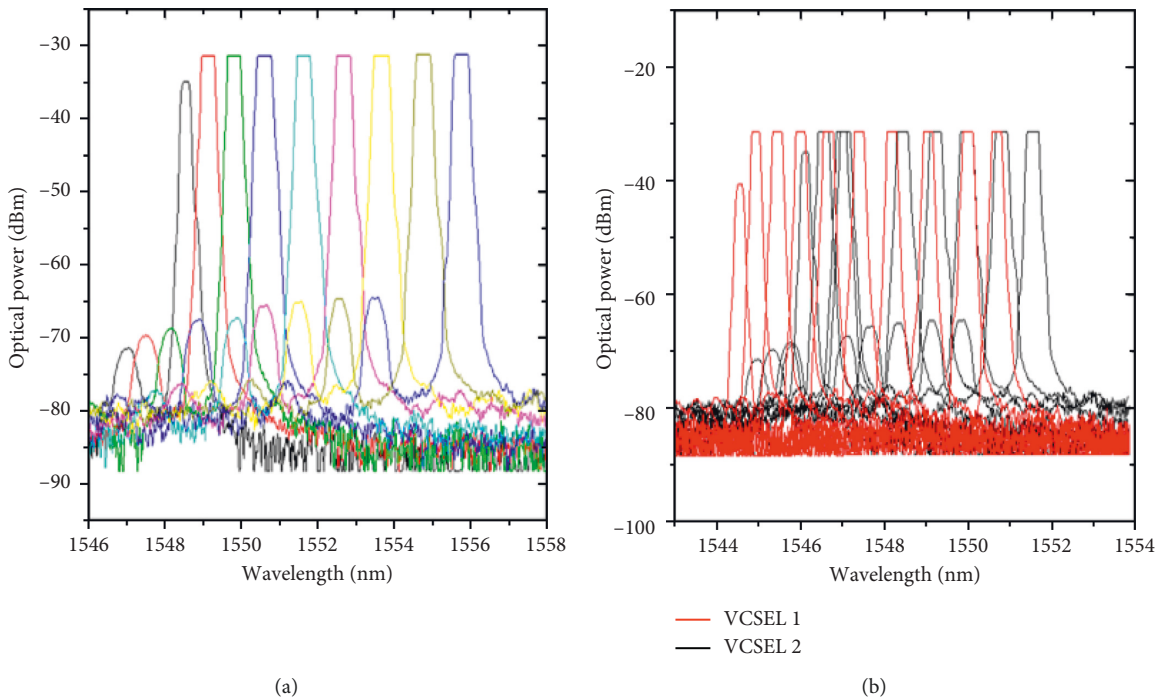 −30
−40
−50
−60
−70
−80
−90
Optical power (dBm)
1546 1548 1550 1552 1554 1556 1558
Wavelength (nm)
(a)
−20
−40
−60
−80
−100
Optical power (dBm)
1544 1546 1548 1550 1552 1554
Wavelength (nm)
VCSEL 1
VCSEL 2
(b)